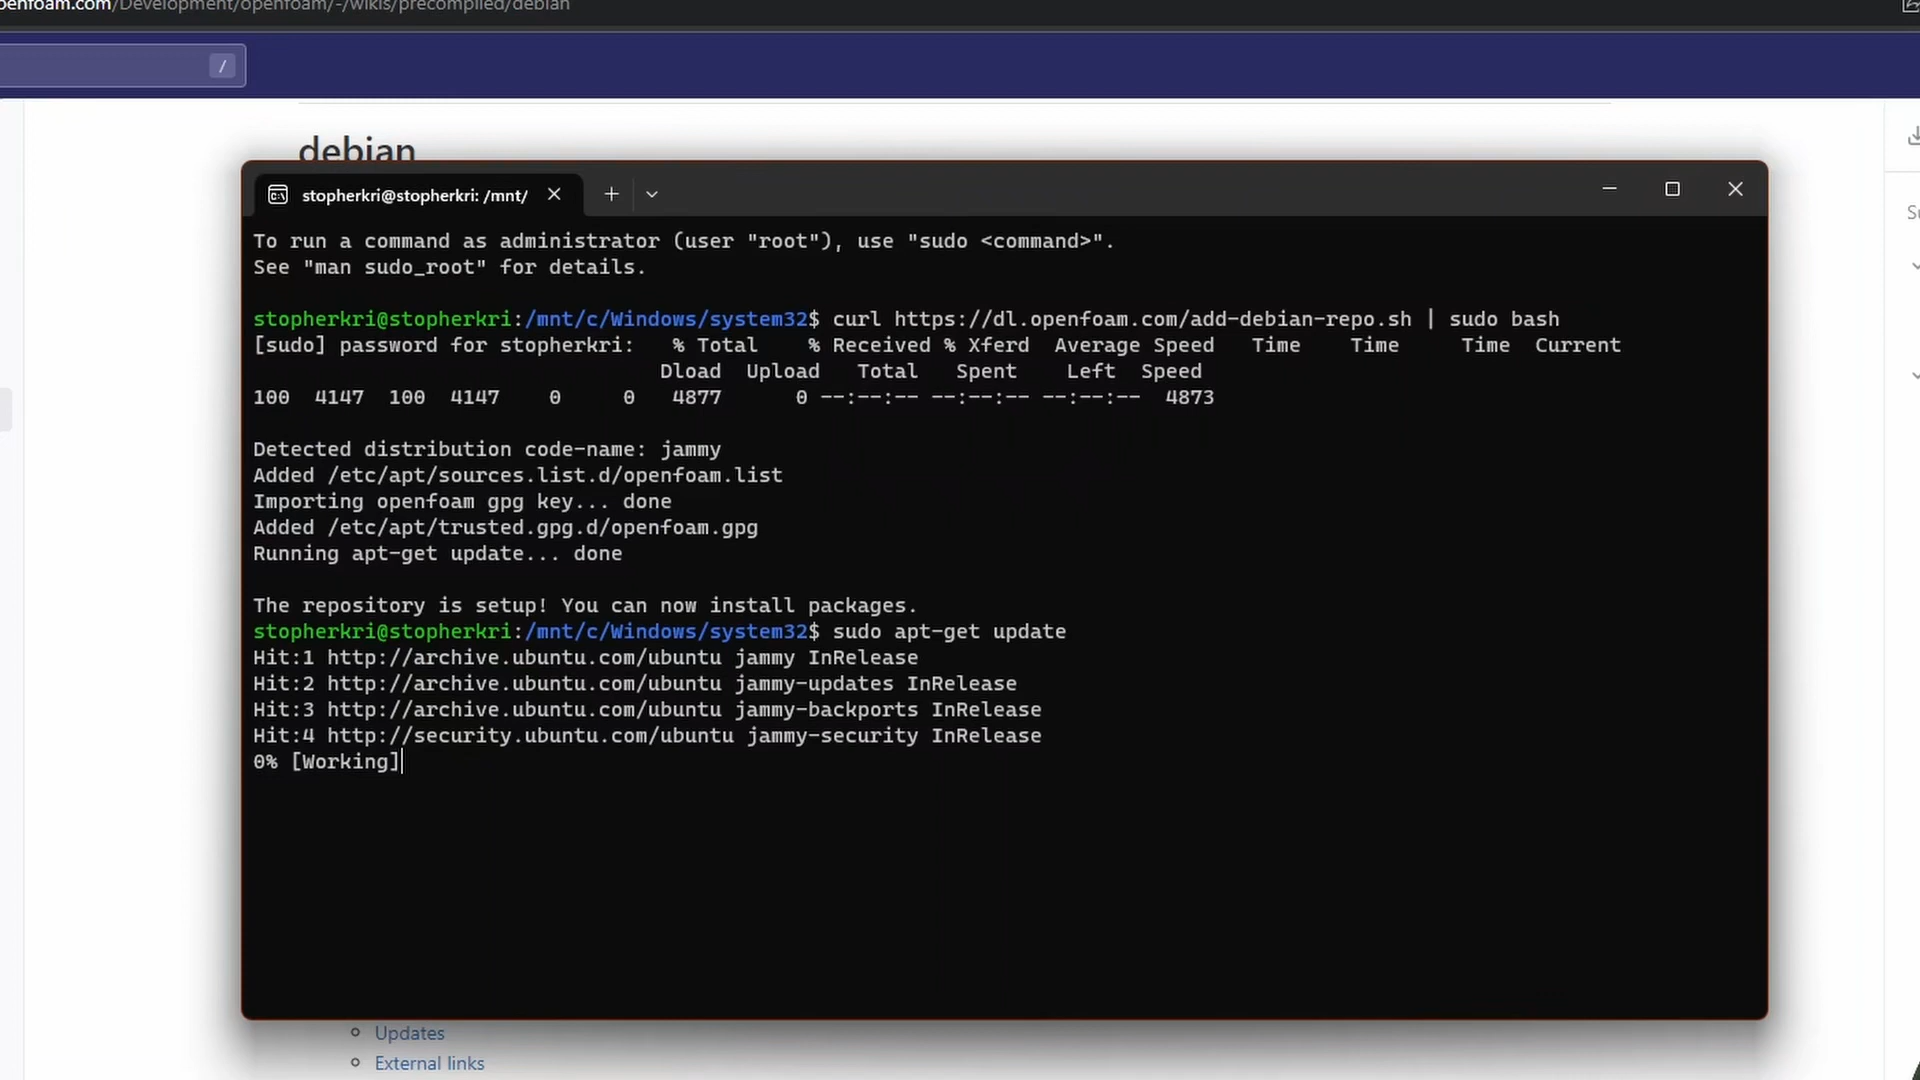 openfoam.com/Development/openfoam/-/wikis/precompiled/debian
/
debian
stopherkri@stopherkri: /mnt/
To run a command as administrator (user "root"), use "sudo <command>".
See "man sudo_root" for details.
stopherkri@stopherkri:/mnt/c/Windows/system32$ curl https://dl.openfoam.com/add-debian-repo.sh | sudo bash
[sudo] password for stopherkri:   % Total    % Received % Xferd  Average Speed   Time    Time     Time  Current
Dload  Upload   Total   Spent    Left  Speed
100  4147  100  4147    0     0   4877      0 --:--:-- --:--:-- --:--:--  4873
Detected distribution code-name: jammy
Added /etc/apt/sources.list.d/openfoam.list
Importing openfoam gpg key... done
Added /etc/apt/trusted.gpg.d/openfoam.gpg
Running apt-get update... done
The repository is setup! You can now install packages.
stopherkri@stopherkri:/mnt/c/Windows/system32$ sudo apt-get update
Hit:1 http://archive.ubuntu.com/ubuntu jammy InRelease
Hit:2 http://archive.ubuntu.com/ubuntu jammy-updates InRelease
Hit:3 http://archive.ubuntu.com/ubuntu jammy-backports InRelease
Hit:4 http://security.ubuntu.com/ubuntu jammy-security InRelease
0% [Working]
Updates
External links